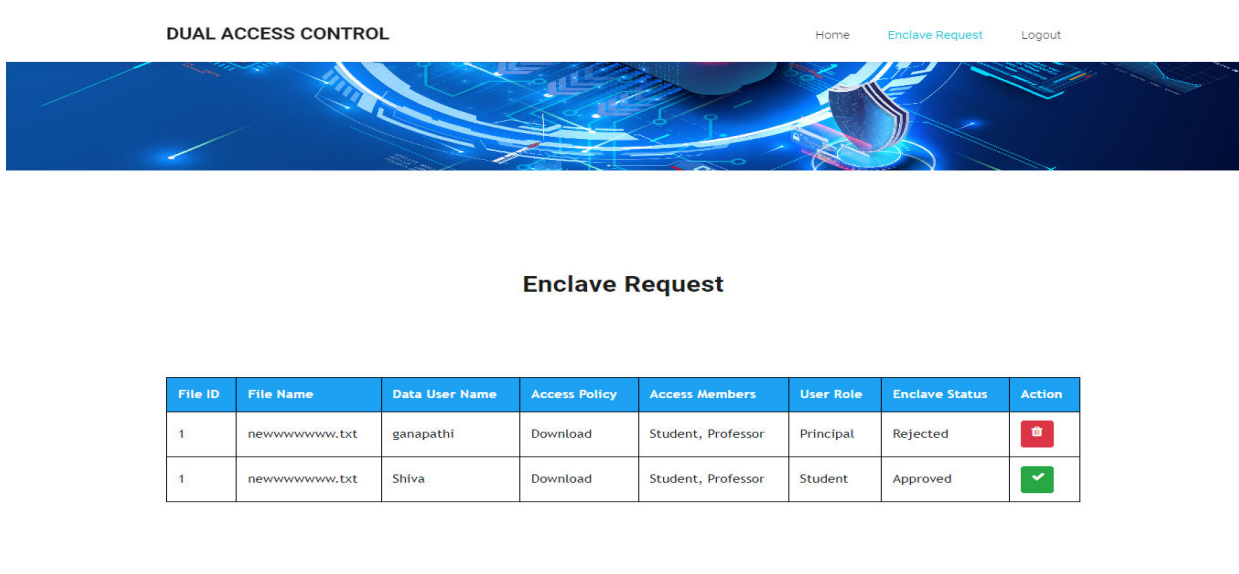 DUAL ACCESS CONTROL Home Enclave Request Logout
Enclave Request
File ID File Name Data User Name Access Policy Access Members User Role Enclave Status Action
1 newwwwwww.txt ganapathi Download Student, Professor Principal Rejected
1 newwwwwww.txt Shiva Download Student, Professor Student Approved